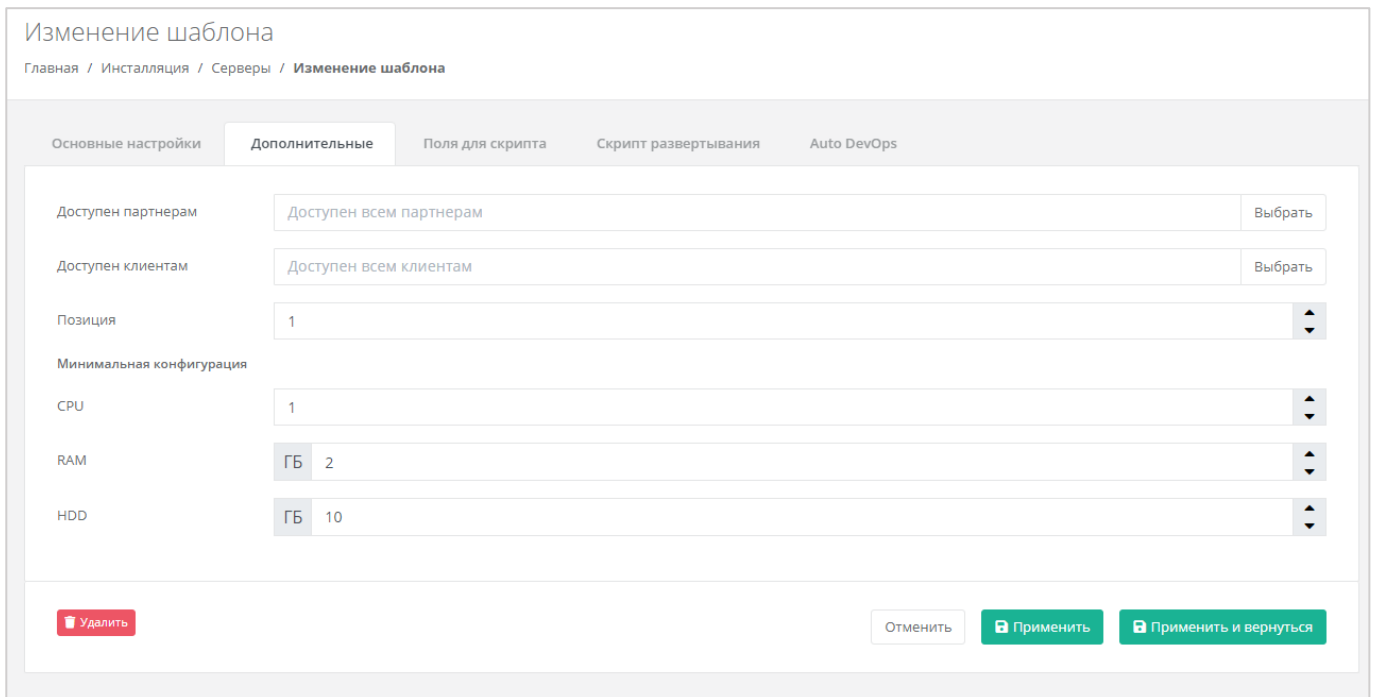 Изменение шаблона
Главная / Инсталляция / Серверы / Изменение шаблона
Основные настройки Дополнительные Поля для скрипта Скрипт развертывания Auto DevOps
Доступен партнерам Доступен всем партнерам Выбрать
Доступен клиентам Доступен всем клиентам Выбрать
Позиция 1
Минимальная конфигурация
CPU 1
RAM ГБ 2
HDD ГБ 10
Удалить Отменить Применить Применить и вернуться